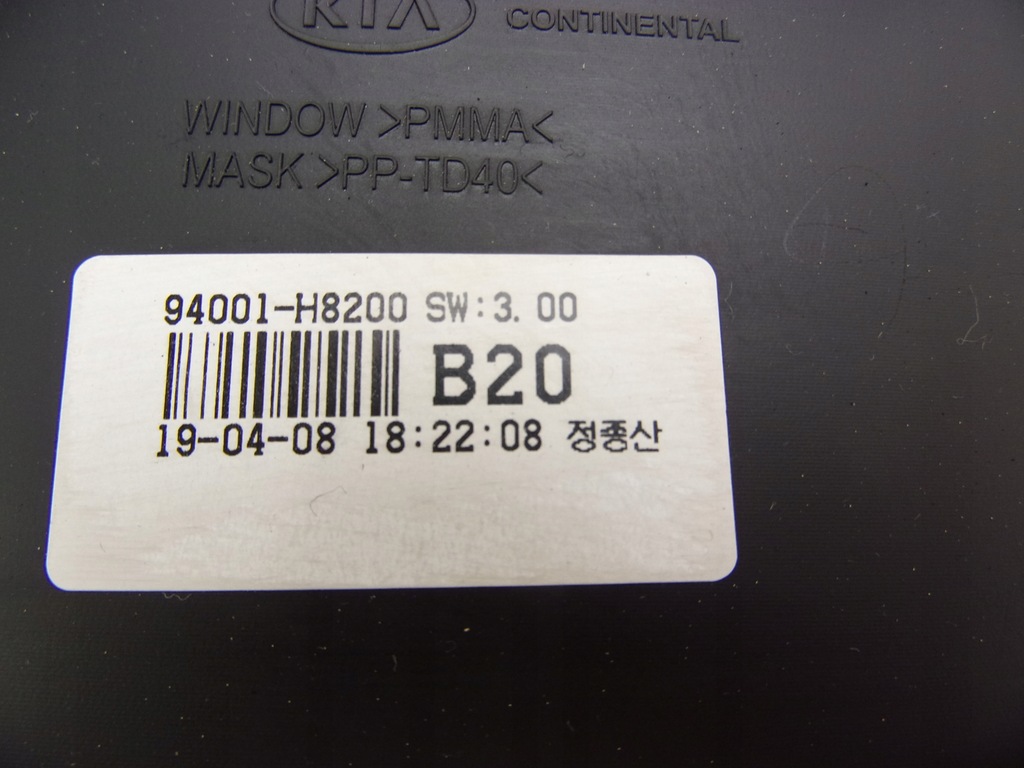 KIA CONTINENTAL
WINDOW >PMMA<
MASK >PP-TD40<
94001-H8200 SW:3.00
B20
19-04-08 18:22:08 정종산